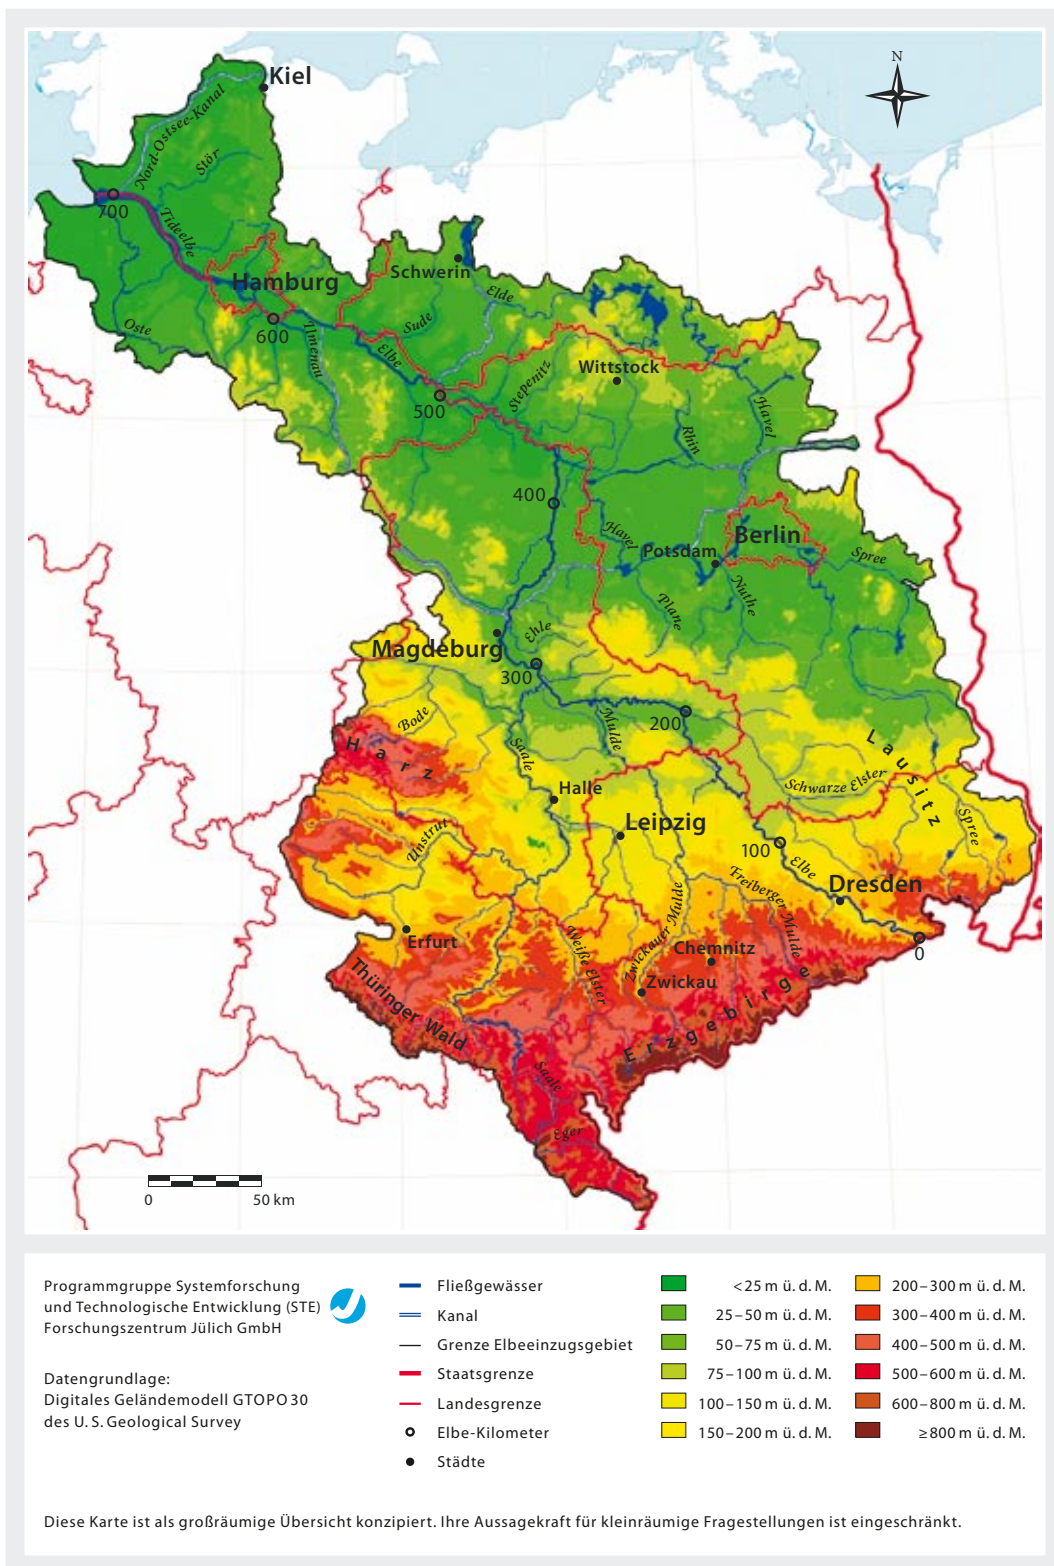 N
Kiel
Nord-Ostsee-Kanal
Stör
700
Tideelbe
Schwerin
Hamburg
Elde
Oste
600
Ilmenau
Sude
Elbe
Wittstock
Stepenitz
500
Havel
Rhin
400
Havel
Berlin
Potsdam
Spree
Nuthe
Plane
Ehle
Magdeburg
300
Bode
200
Mulde
Harz
Saale
Lausitz
Halle
Schwarze Elster
Leipzig
Spree
Unstrut
100
Elbe
Dresden
Freiberger Mulde
Zwickauer Mulde
Erfurt
Weiße Elster
Chemnitz
0
Zwickau
Thüringer Wald
Erzgebirge
Saale
Eger
0 50 km
Programmgruppe Systemforschung
und Technologische Entwicklung (STE)
Forschungszentrum Jülich GmbH
Datengrundlage:
Digitales Geländemodell GTOPO 30
des U. S. Geological Survey
Fließgewässer
Kanal
Grenze Elbeeinzugsgebiet
Staatsgrenze
Landesgrenze
Elbe-Kilometer
Städte
<25 m ü. d. M.
25–50 m ü. d. M.
50–75 m ü. d. M.
75–100 m ü. d. M.
100–150 m ü. d. M.
150–200 m ü. d. M.
200–300 m ü. d. M.
300–400 m ü. d. M.
400–500 m ü. d. M.
500–600 m ü. d. M.
600–800 m ü. d. M.
≥800 m ü. d. M.
Diese Karte ist als großräumige Übersicht konzipiert. Ihre Aussagekraft für kleinräumige Fragestellungen ist eingeschränkt.